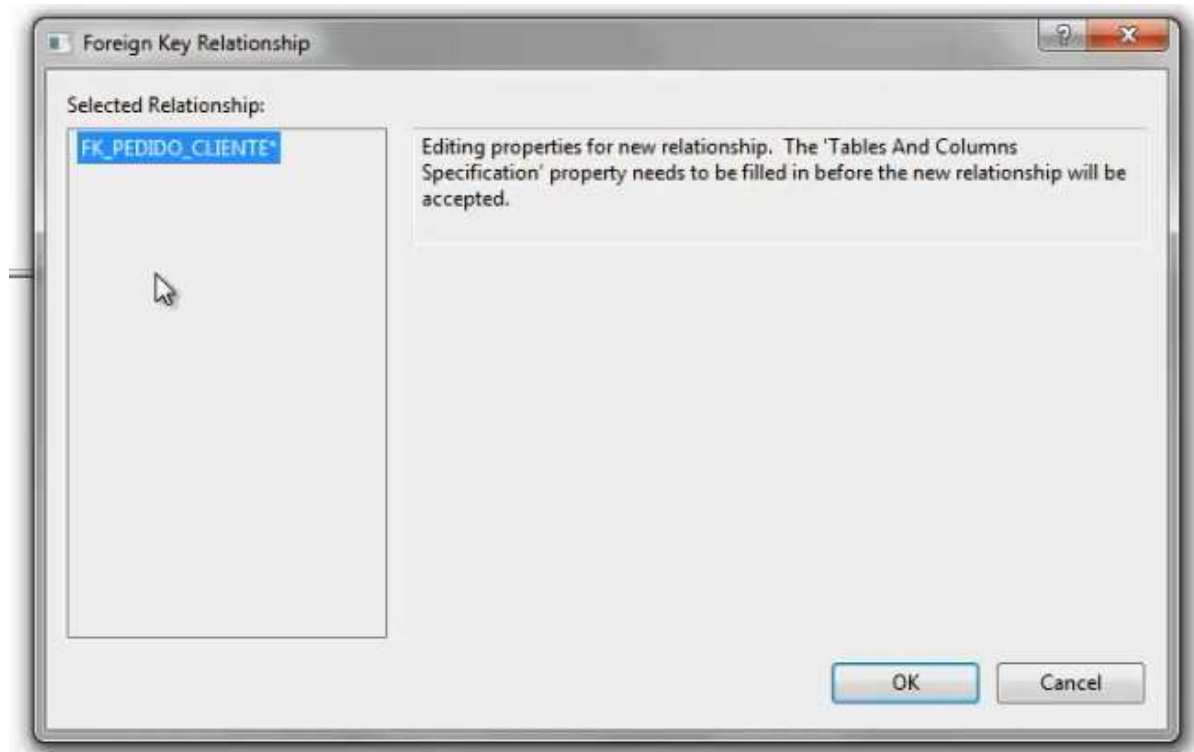 Foreign Key Relationship
Selected Relationship:
FK_PEDIDO_CLIENTE*
Editing properties for new relationship. The 'Tables And Columns
Specification' property needs to be filled in before the new relationship will be
accepted.
OK
Cancel